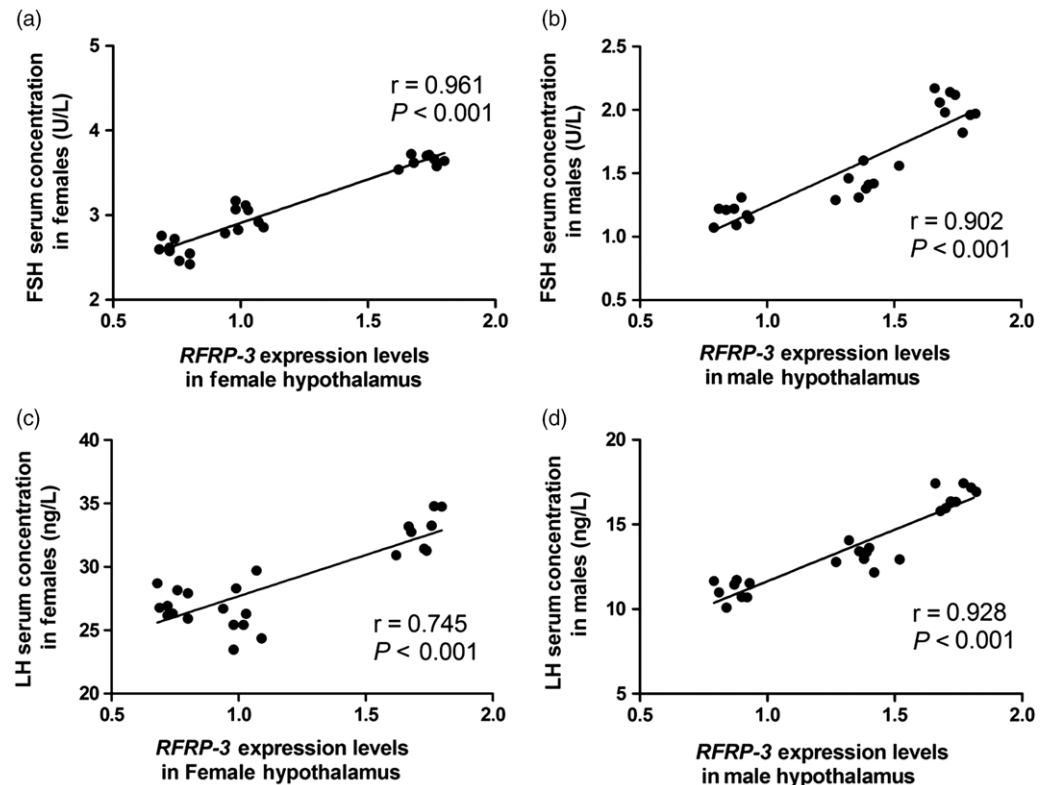 (a)
5
4
3
2
0.5
1.0
1.5
2.0
FSH serum concentration
in females (U/L)
r = 0.961
P < 0.001
RFRP-3 expression levels
in female hypothalamus
(b)
2.5
2.0
1.5
1.0
0.5
0.5
1.0
1.5
2.0
FSH serum concentration
in males (U/L)
r = 0.902
P < 0.001
RFRP-3 expression levels
in male hypothalamus
(c)
40
35
30
25
20
0.5
1.0
1.5
2.0
LH serum concentration
in females (ng/L)
r = 0.745
P < 0.001
RFRP-3 expression levels
in Female hypothalamus
(d)
20
15
10
5
0.5
1.0
1.5
2.0
LH serum concentration
in males (ng/L)
r = 0.928
P < 0.001
RFRP-3 expression levels
in male hypothalamus